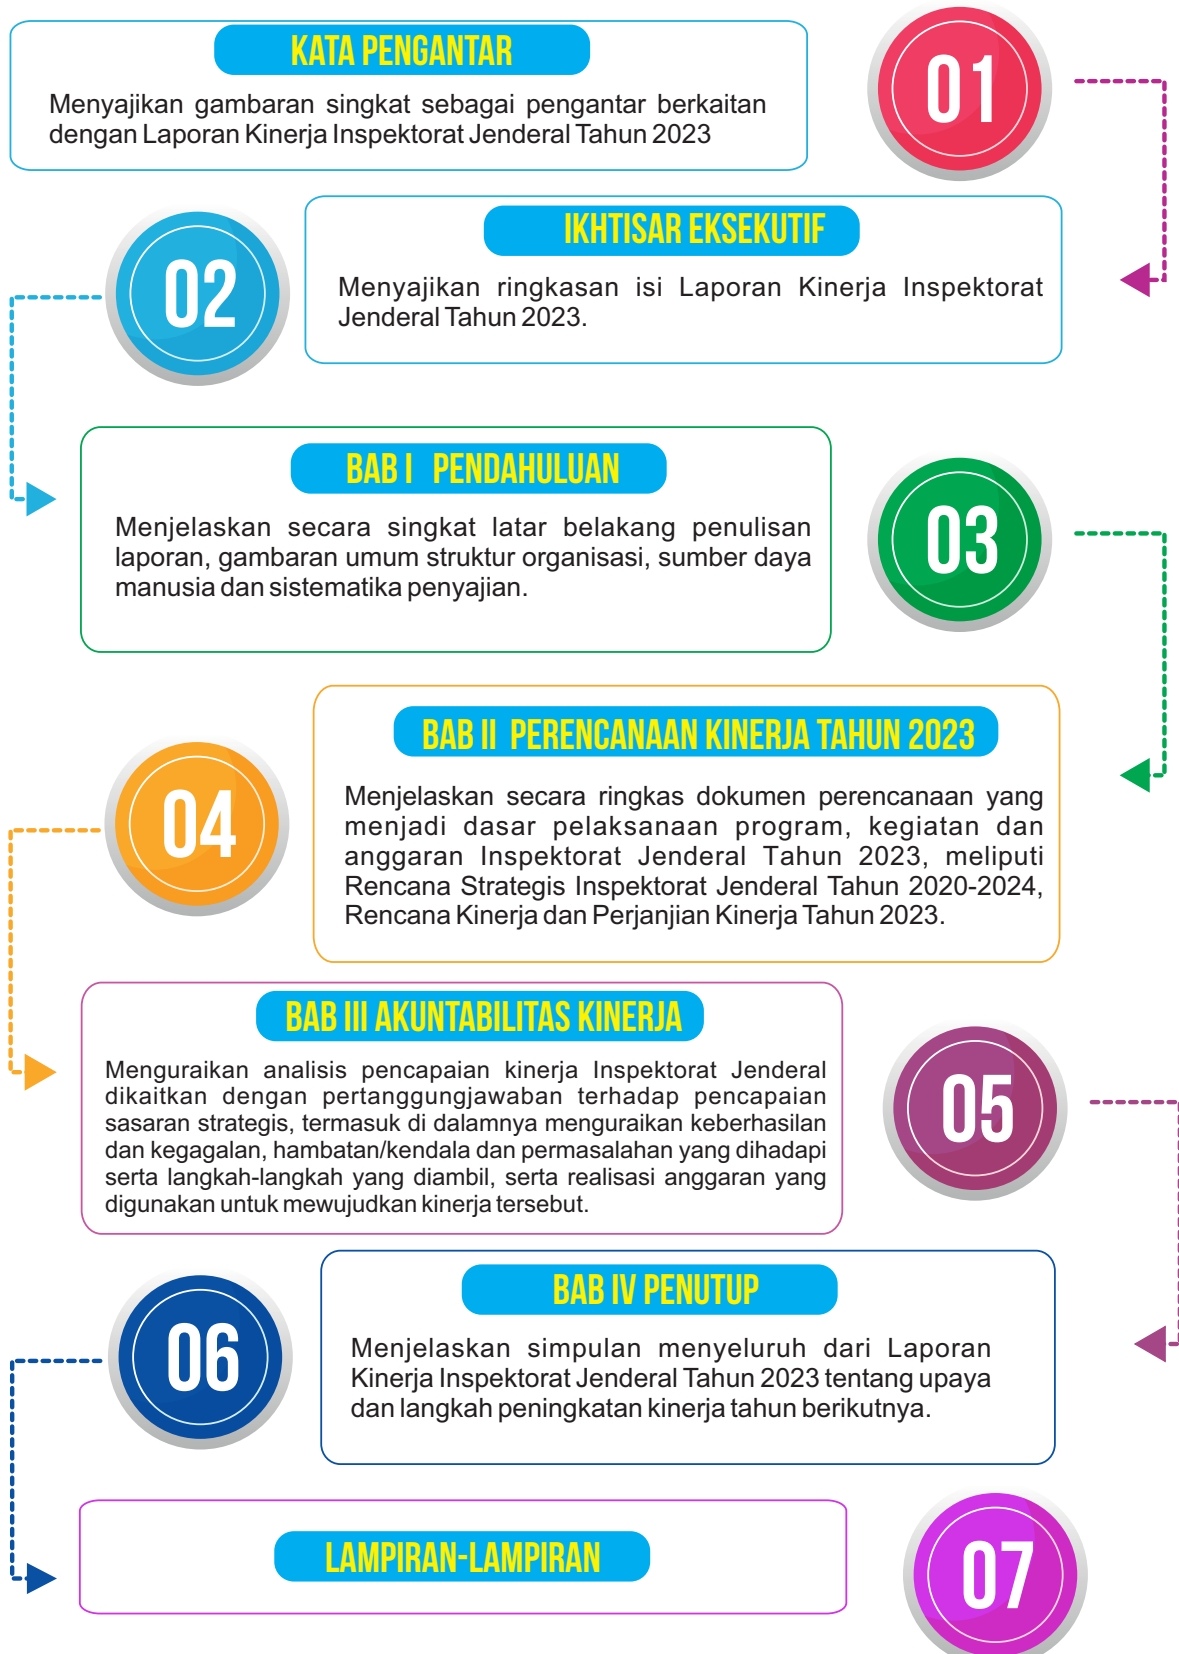 KATA PENGANTAR
Menyajikan gambaran singkat sebagai pengantar berkaitan
dengan Laporan Kinerja Inspektorat Jenderal Tahun 2023
01
02
IKHTISAR EKSEKUTIF
Menyajikan ringkasan isi Laporan Kinerja Inspektorat
Jenderal Tahun 2023.
BAB I PENDAHULUAN
Menjelaskan secara singkat latar belakang penulisan
laporan, gambaran umum struktur organisasi, sumber daya
manusia dan sistematika penyajian.
03
04
BAB II PERENCANAAN KINERJA TAHUN 2023
Menjelaskan secara ringkas dokumen perencanaan yang
menjadi dasar pelaksanaan program, kegiatan dan
anggaran Inspektorat Jenderal Tahun 2023, meliputi
Rencana Strategis Inspektorat Jenderal Tahun 2020-2024,
Rencana Kinerja dan Perjanjian Kinerja Tahun 2023.
BAB III AKUNTABILITAS KINERJA
Menguraikan analisis pencapaian kinerja Inspektorat Jenderal
dikaitkan dengan pertanggungjawaban terhadap pencapaian
sasaran strategis, termasuk di dalamnya menguraikan keberhasilan
dan kegagalan, hambatan/kendala dan permasalahan yang dihadapi
serta langkah-langkah yang diambil, serta realisasi anggaran yang
digunakan untuk mewujudkan kinerja tersebut.
05
06
BAB IV PENUTUP
Menjelaskan simpulan menyeluruh dari Laporan
Kinerja Inspektorat Jenderal Tahun 2023 tentang upaya
dan langkah peningkatan kinerja tahun berikutnya.
LAMPIRAN-LAMPIRAN
07